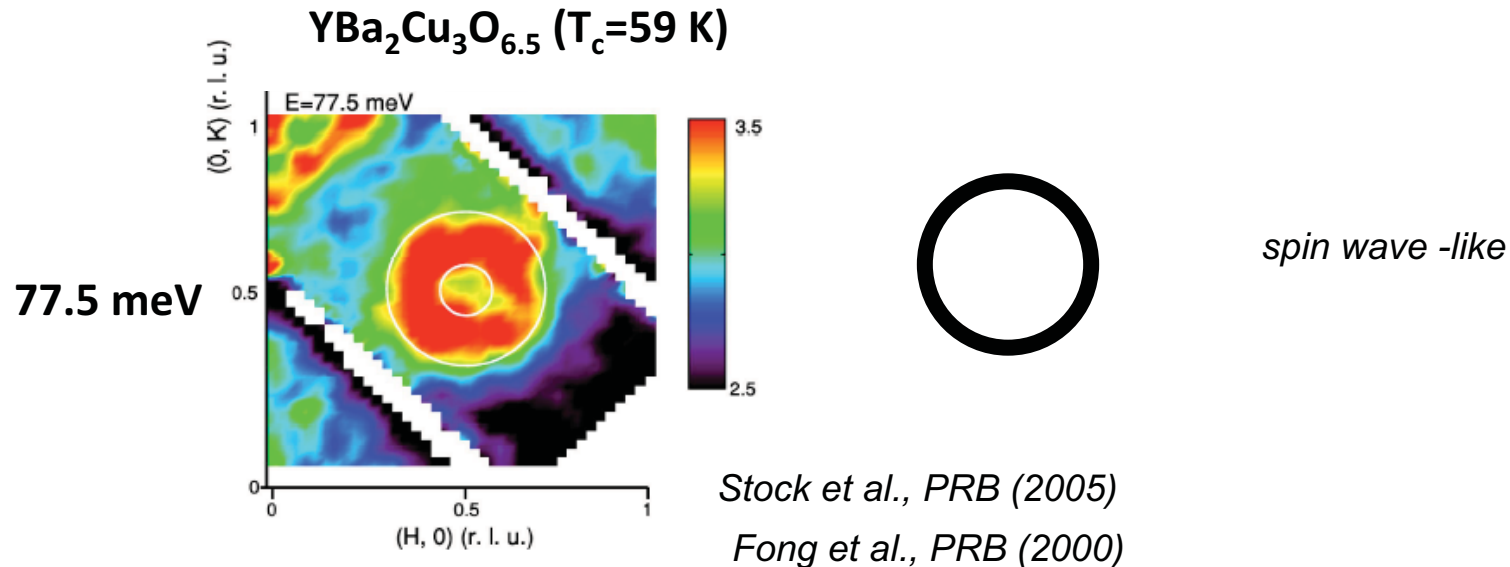 YBa₂Cu₃O₆.₅ (T꜀=59 K)
E=77.5 meV
(0, K) (r. l. u.)
1
0.5
0
3.5
2.5
77.5 meV
spin wave -like
0
0.5
1
(H, 0) (r. l. u.)
Stock et al., PRB (2005)
Fong et al., PRB (2000)